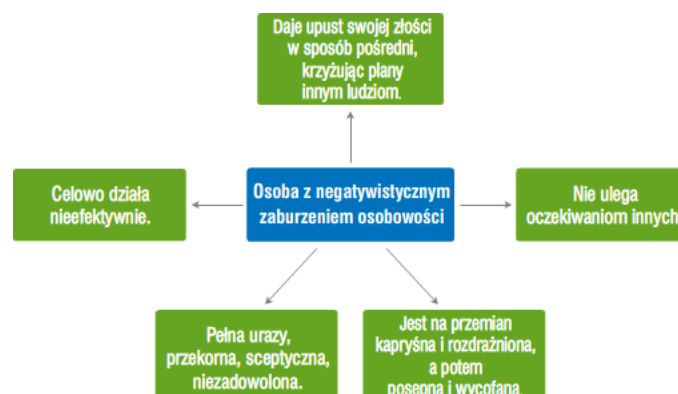 Daje upust swojej złości
w sposób pośredni,
krzyżując plany
innym ludziom.
Celowo działa
nieefektywnie.
Osoba z negatywistycznym
zaburzeniem osobowości
Nie ulega
oczekiwaniom innych
Pełna urazy,
przekorna, sceptyczna,
niezadowolona.
Jest na przemian
kapryśna i rozdrażniona,
a potem
posępna i wycofana